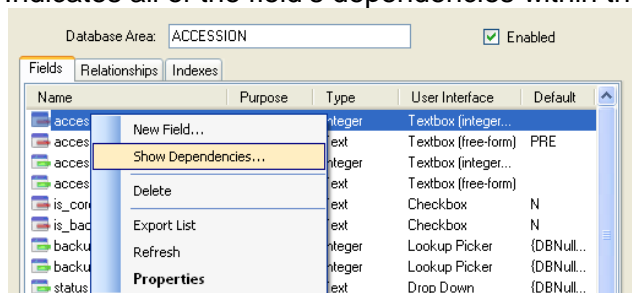 indicates all of the field's dependencies within th
Database Area: ACCESSION Enabled
Fields Relationships Indexes
Name Purpose Type User Interface Default
acces nteger Textbox (integer...
New Field...
acces ext Textbox (free-form) PRE
Show Dependencies...
acces nteger Textbox (integer...
acces ext Textbox (free-form)
Delete
is_con ext Checkbox N
is_bac ext Checkbox N
Export List
backu nteger Lookup Picker {DBNull...
Refresh
backu nteger Lookup Picker {DBNull...
Properties
status ext Drop Down {DBNull...